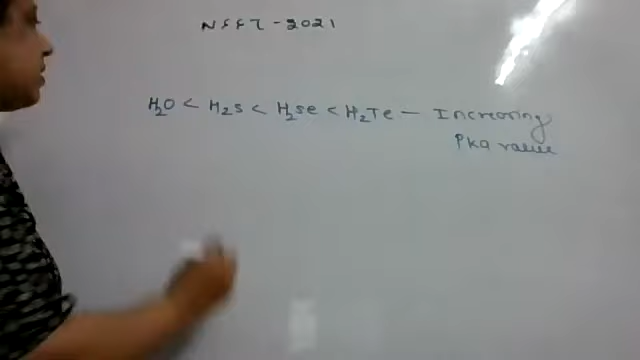 NEET-2021
H2O < H2S < H2Se < H2Te — Increasing
Pka value